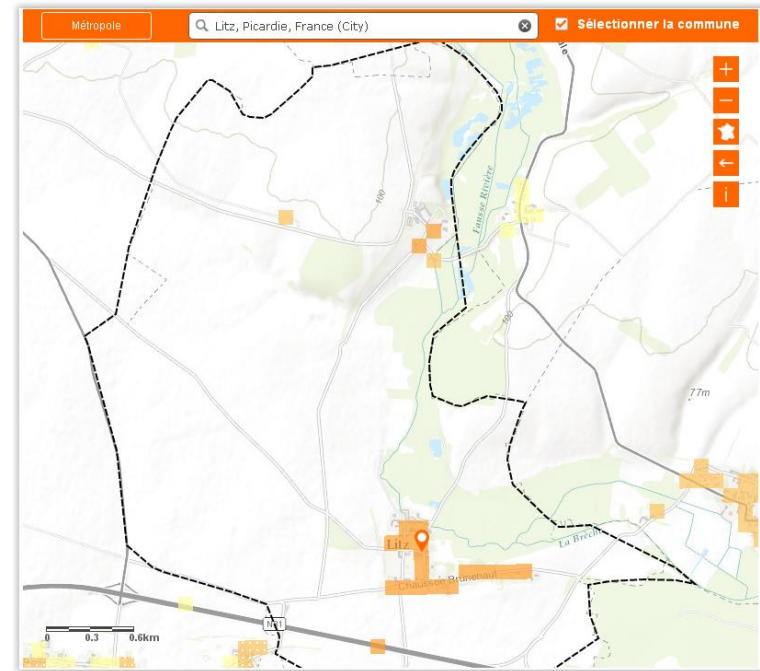 Métropole
Litz, Picardie, France (City)
Sélectionner la commune
+
−
←
i
100
Fausse Rivière
100
77m
Litz
La Brêche
Chaussée Brunehaut
N31
0 0.3 0.6km